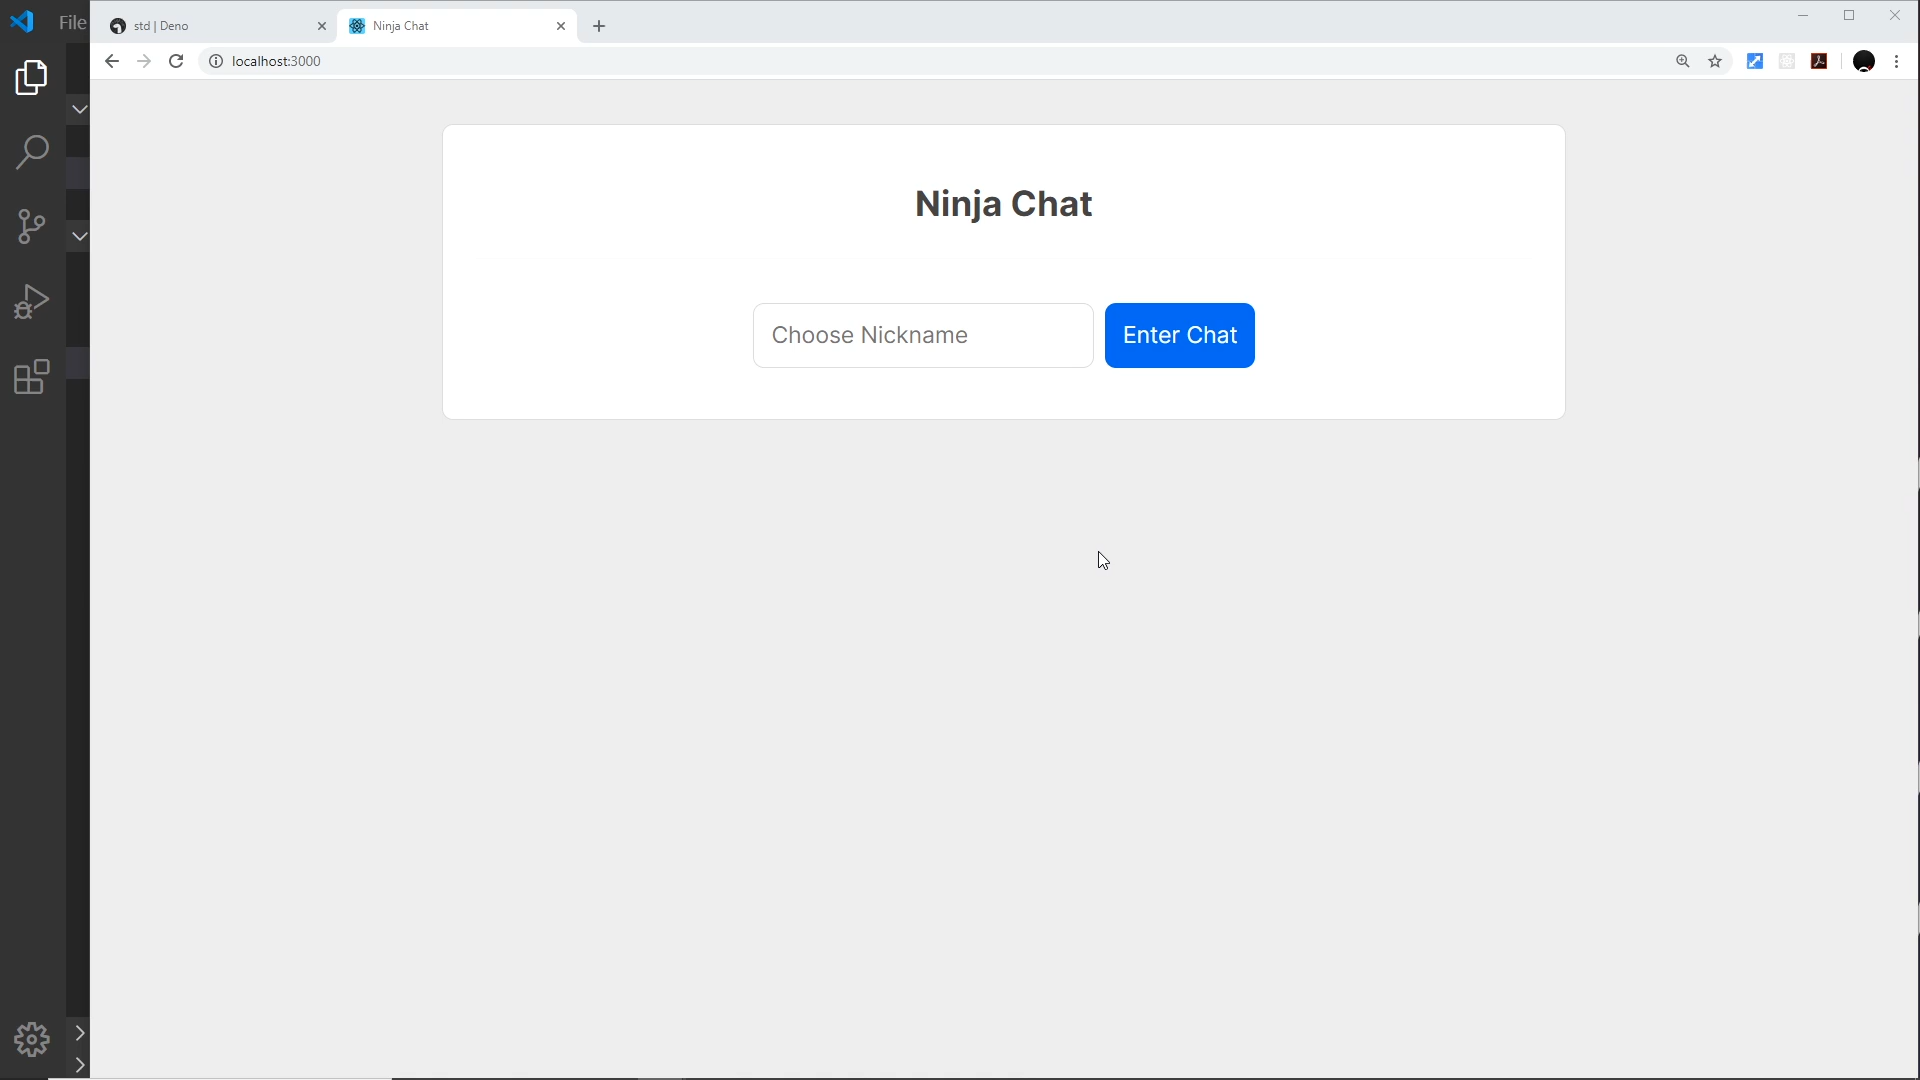 File
std | Deno
Ninja Chat
localhost:3000
Ninja Chat
Choose Nickname
Enter Chat